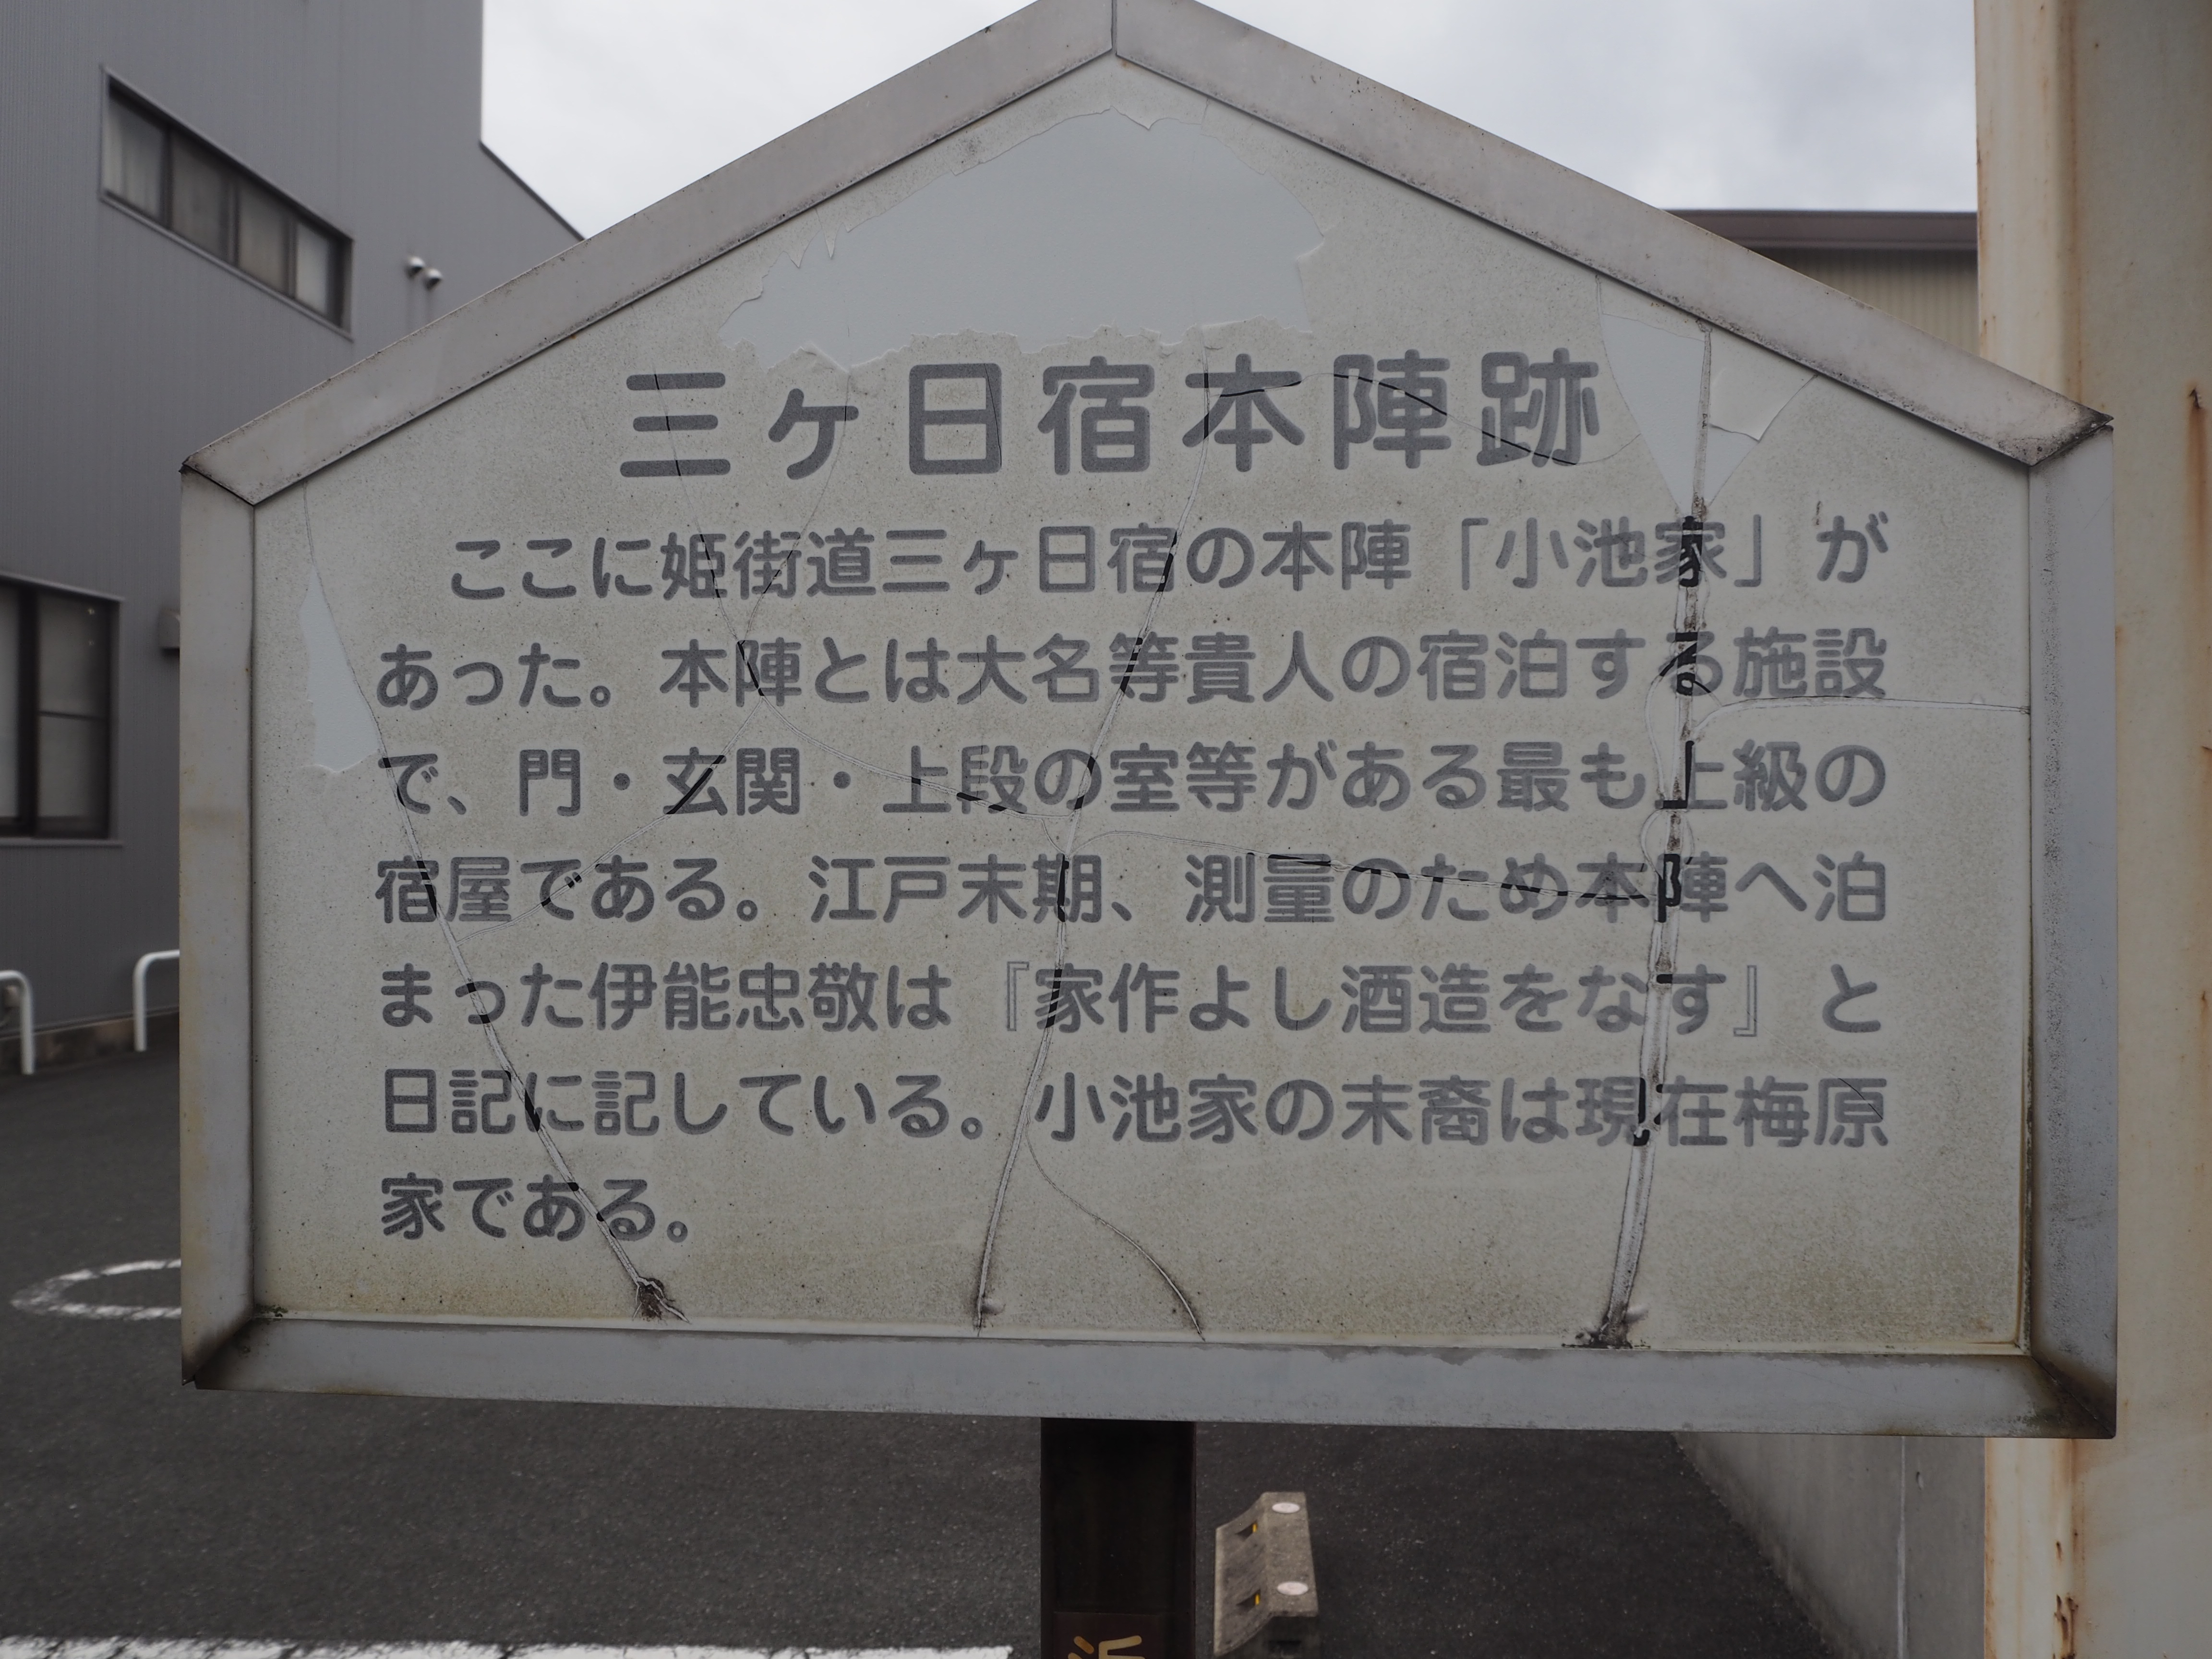 三ヶ日宿本陣跡
ここに姫街道三ヶ日宿の本陣「小池家」が
あった。本陣とは大名等貴人の宿泊する施設
で、門・玄関・上段の室等がある最も上級の
宿屋である。江戸末期、測量のため本陣へ泊
まった伊能忠敬は『家作よし酒造をなす』と
日記に記している。小池家の末裔は現在梅原
家である。